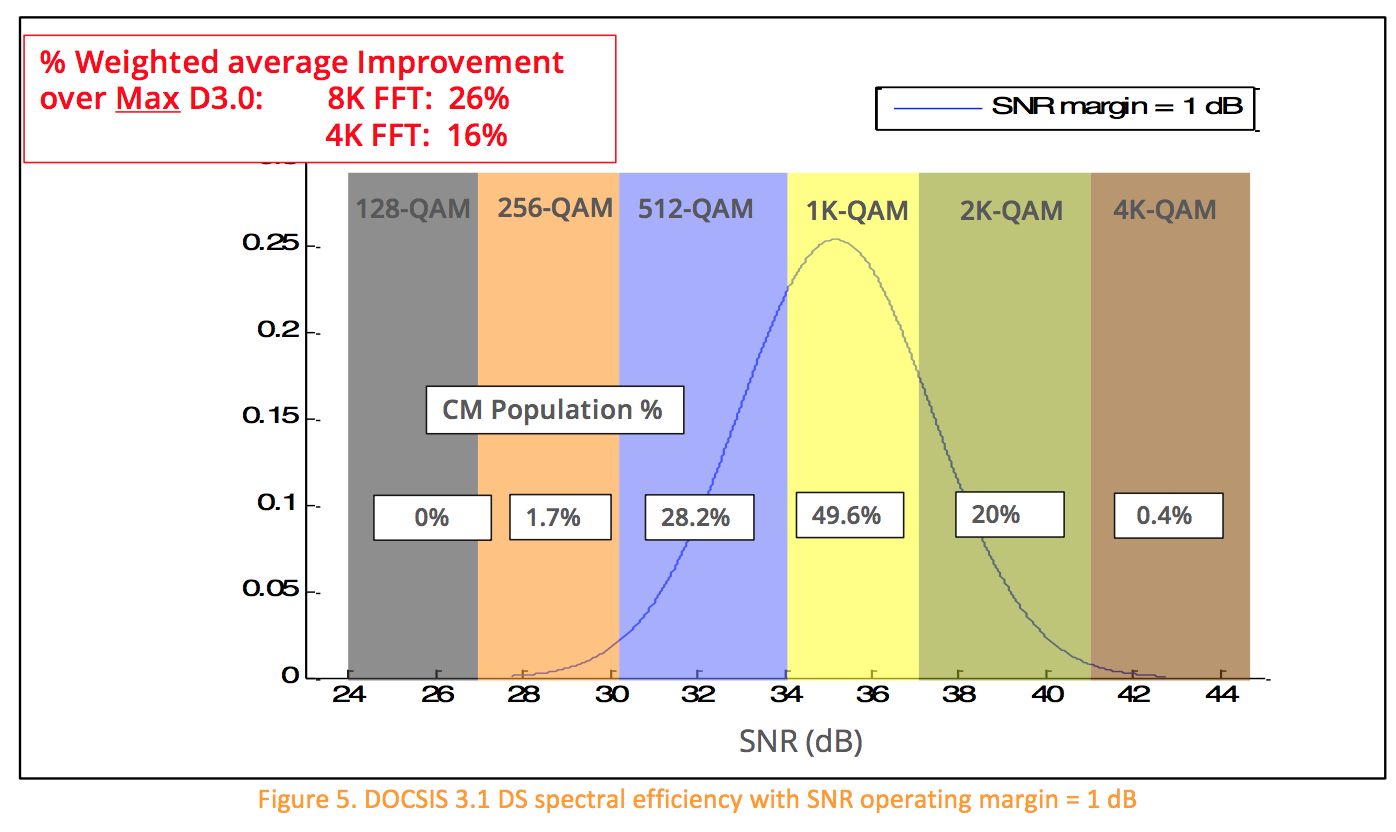 % Weighted average Improvement
over Max D3.0: 8K FFT: 26%
4K FFT: 16%
SNR margin = 1 dB
128-QAM 256-QAM 512-QAM 1K-QAM 2K-QAM 4K-QAM
0.25
0.2
0.15
CM Population %
0.1
0% 1.7% 28.2% 49.6% 20% 0.4%
0.05
0
24 26 28 30 32 34 36 38 40 42 44
SNR (dB)
Figure 5. DOCSIS 3.1 DS spectral efficiency with SNR operating margin = 1 dB